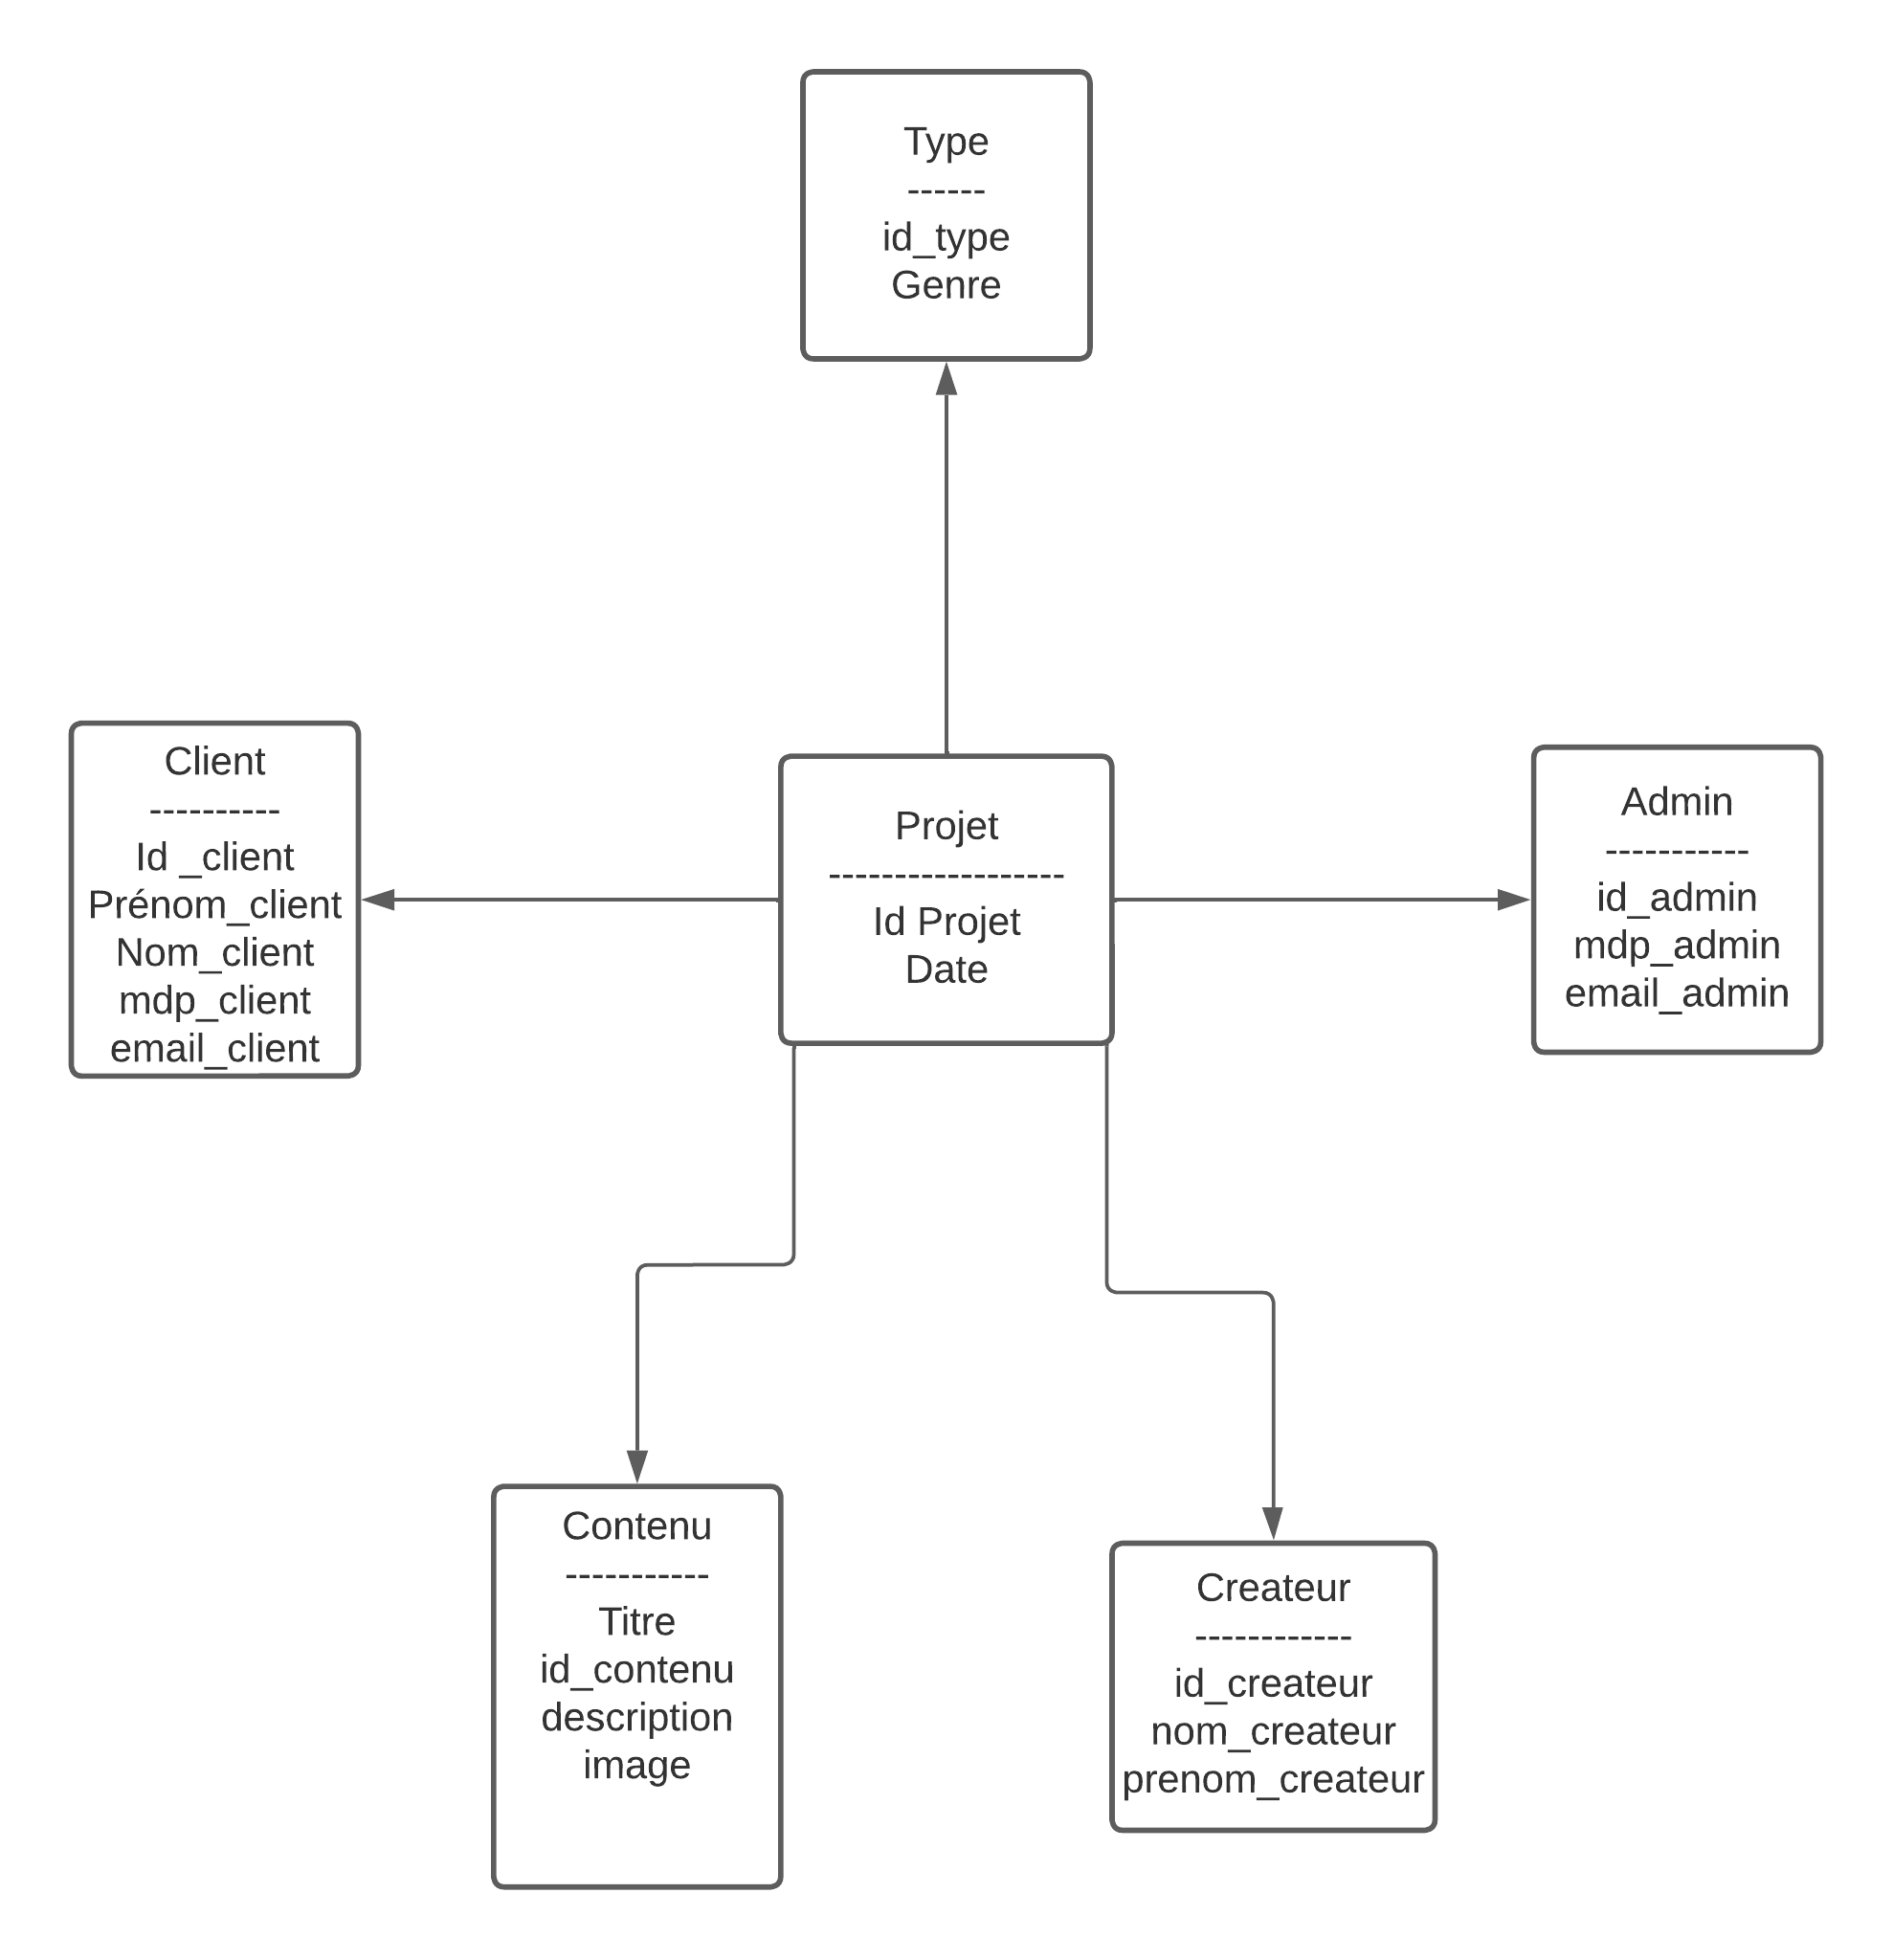 Type
------
id_type
Genre
Client
----------
Id _client
Prénom_client
Nom_client
mdp_client
email_client
Projet
------------------
Id Projet
Date
Admin
-----------
id_admin
mdp_admin
email_admin
Contenu
-----------
Titre
id_contenu
description
image
Createur
------------
id_createur
nom_createur
prenom_createur